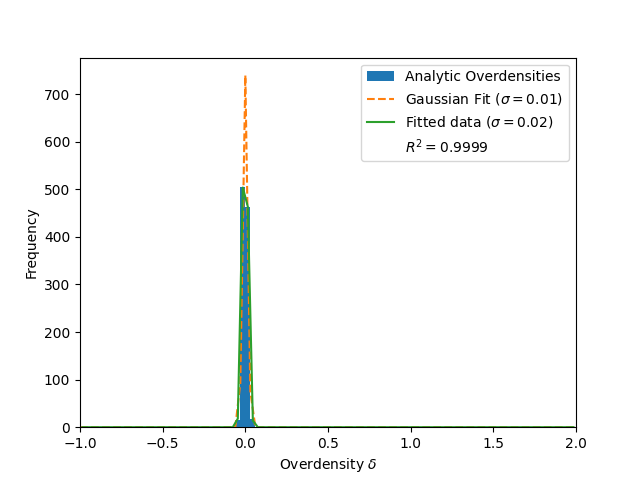 Analytic Overdensities
Gaussian Fit (σ = 0.01)
Fitted data (σ = 0.02)
R² = 0.9999
700
600
500
400
300
200
100
0
Frequency
−1.0 −0.5 0.0 0.5 1.0 1.5 2.0
Overdensity δ